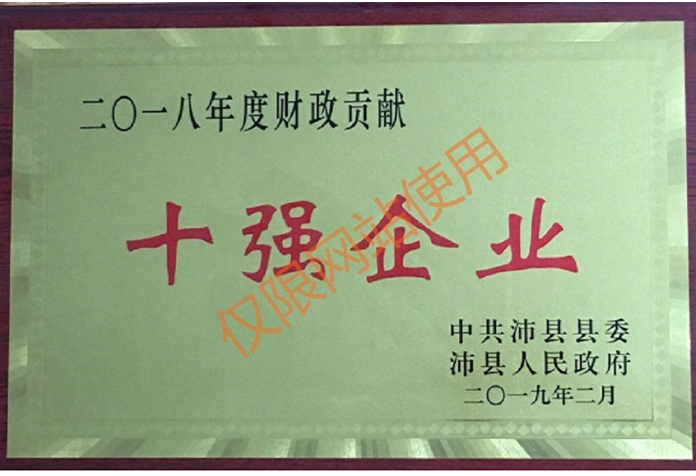 二〇一八年度财政贡献
十强企业
仅限网站使用
中共沛县县委
沛县人民政府
二〇一九年二月